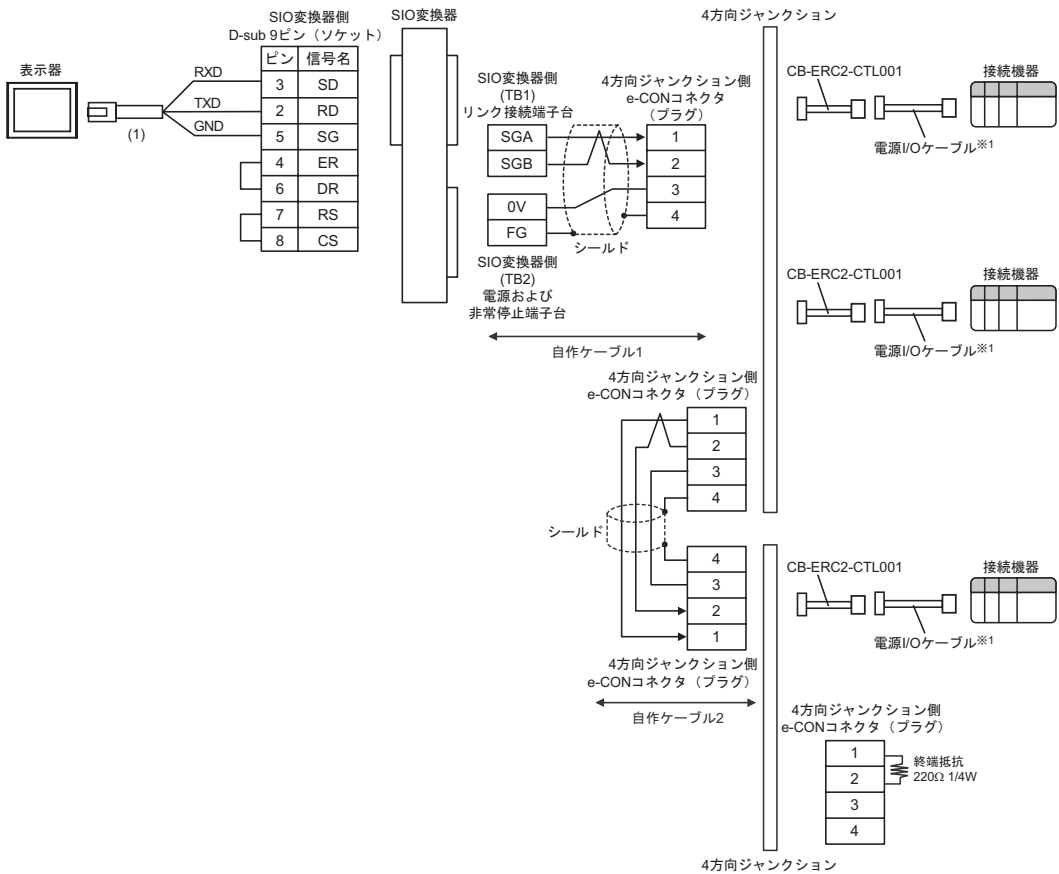 SIO変換器側
D-sub 9ピン（ソケット）
SIO変換器
4方向ジャンクション
表示器
RXD
TXD
GND
(1)
ピン 信号名
3 SD
2 RD
5 SG
4 ER
6 DR
7 RS
8 CS
SIO変換器側
(TB1)
リンク接続端子台
SGA
SGB
0V
FG
SIO変換器側
(TB2)
電源および
非常停止端子台
4方向ジャンクション側
e-CONコネクタ
（プラグ）
1
2
3
4
シールド
自作ケーブル1
CB-ERC2-CTL001
接続機器
電源I/Oケーブル※1
CB-ERC2-CTL001
接続機器
電源I/Oケーブル※1
4方向ジャンクション側
e-CONコネクタ（プラグ）
1
2
3
4
シールド
4
3
2
1
4方向ジャンクション側
e-CONコネクタ（プラグ）
自作ケーブル2
CB-ERC2-CTL001
接続機器
電源I/Oケーブル※1
4方向ジャンクション側
e-CONコネクタ（プラグ）
1
2
3
4
終端抵抗
220Ω 1/4W
4方向ジャンクション